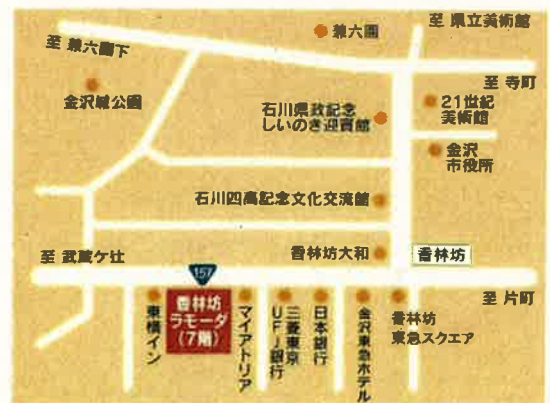 至 兼六園下
兼六園
至 県立美術館
至 寺町
金沢城公園
石川県政記念
しいのき迎賓館
21世紀
美術館
金沢
市役所
石川四高記念文化交流館
至 武蔵ケ辻
香林坊大和
香林坊
157
至 片町
東横イン
香林坊
ラモーダ
(7階)
マイアトリア
三菱東京
UFJ銀行
日本銀行
金沢東急ホテル
香林坊
東急スクエア